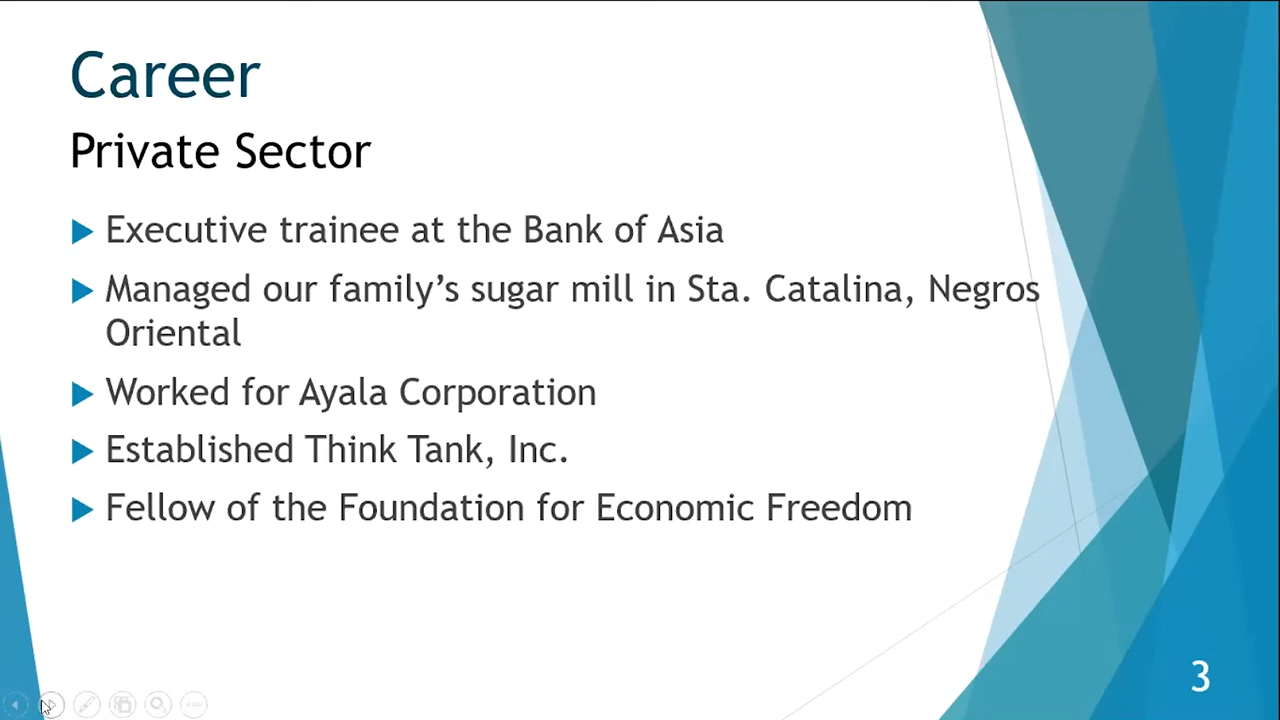 Career
Private Sector
Executive trainee at the Bank of Asia
Managed our family’s sugar mill in Sta. Catalina, Negros
Oriental
Worked for Ayala Corporation
Established Think Tank, Inc.
Fellow of the Foundation for Economic Freedom
3